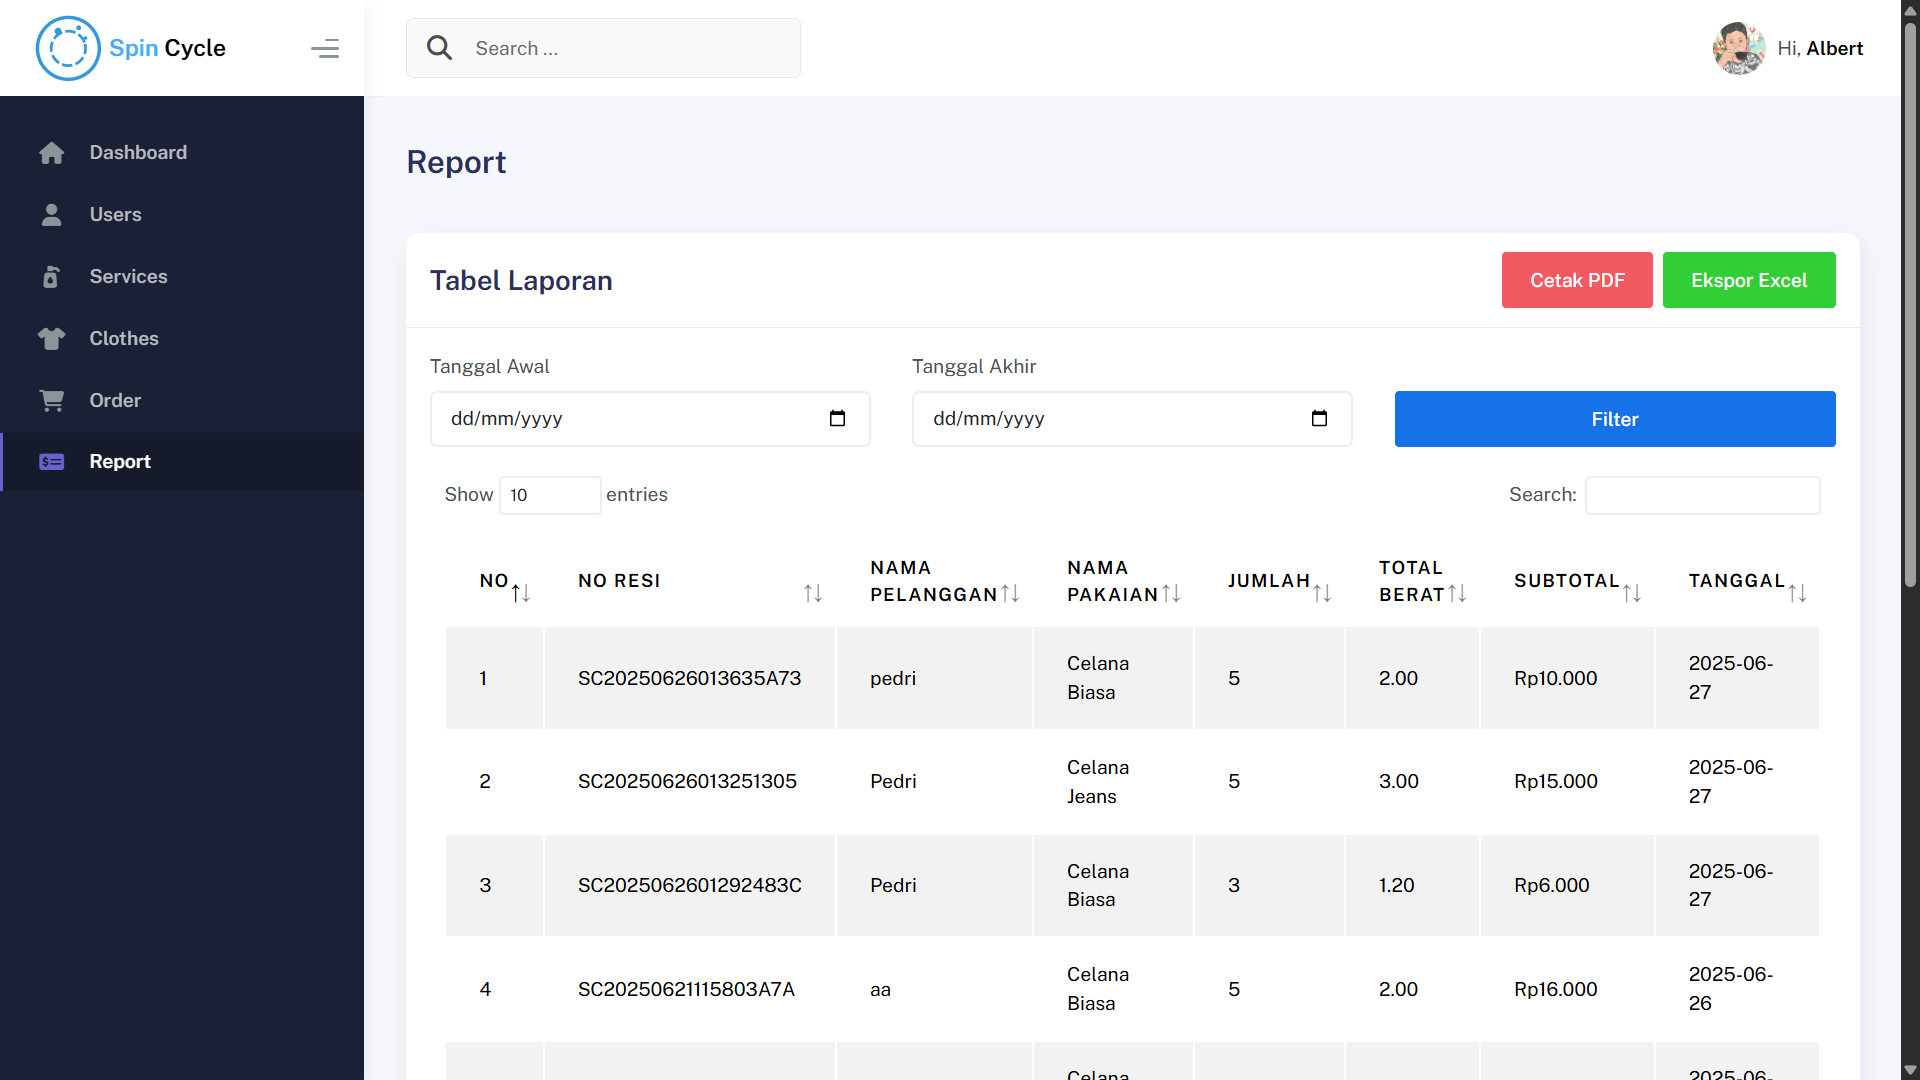 Spin Cycle
Search ...
Hi, Albert
Dashboard
Users
Services
Clothes
Order
Report
Report
Tabel Laporan
Cetak PDF
Ekspor Excel
Tanggal Awal
Tanggal Akhir
dd/mm/yyyy
dd/mm/yyyy
Filter
Show 10 entries
Search:
NO
NO RESI
NAMA
PELANGGAN
NAMA
PAKAIAN
JUMLAH
TOTAL
BERAT
SUBTOTAL
TANGGAL
1
SC20250626013635A73
pedri
Celana
Biasa
5
2.00
Rp10.000
2025-06-
27
2
SC20250626013251305
Pedri
Celana
Jeans
5
3.00
Rp15.000
2025-06-
27
3
SC2025062601292483C
Pedri
Celana
Biasa
3
1.20
Rp6.000
2025-06-
27
4
SC20250621115803A7A
aa
Celana
Biasa
5
2.00
Rp16.000
2025-06-
26
Celana
2025-06-